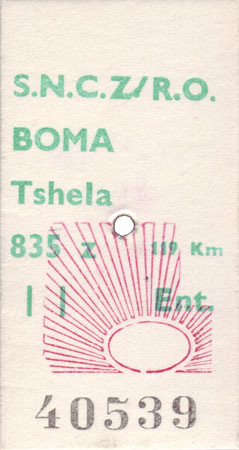 S.N.C.Z/R.O.
BOMA
Tshela
835 Z 119 Km
| | Ent.
40539